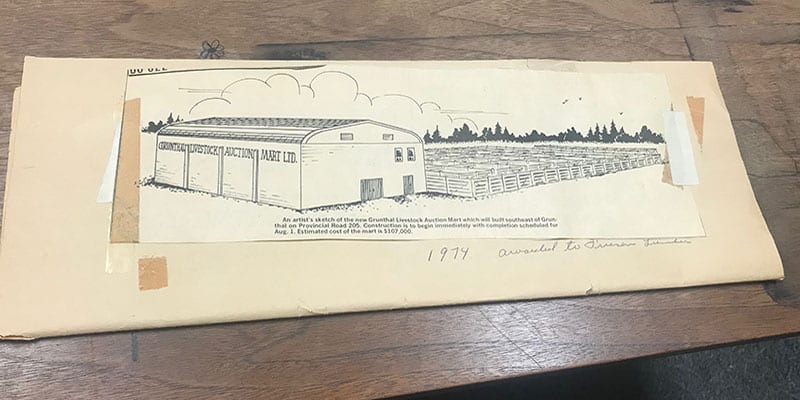 GRUNTHAL LIVESTOCK AUCTION MART LTD.
An artist's sketch of the new Grunthal Livestock Auction Mart which will built southeast of Grun-
thal on Provincial Road 205. Construction is to begin immediately with completion scheduled for
Aug. 1. Estimated cost of the mart is $107,000.
1974 awarded to Friesen Lumber